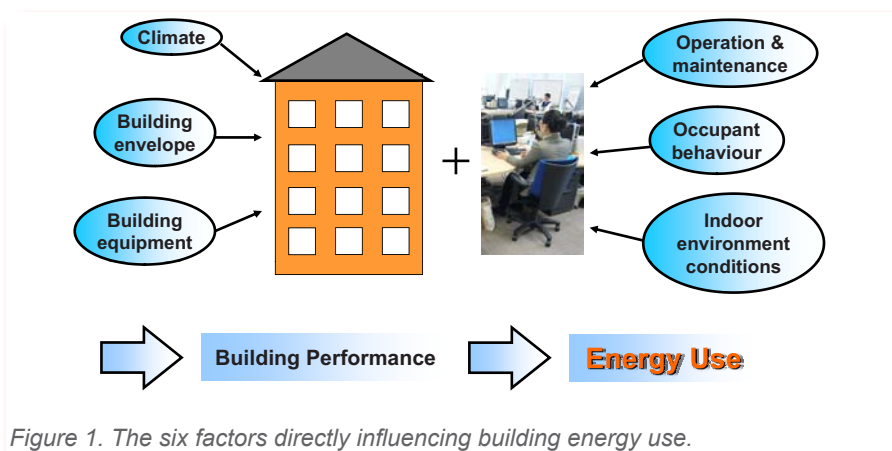 Climate
Building
envelope
Building
equipment
+
Operation &
maintenance
Occupant
behaviour
Indoor
environment
conditions
Building Performance
Energy Use
Figure 1. The six factors directly influencing building energy use.